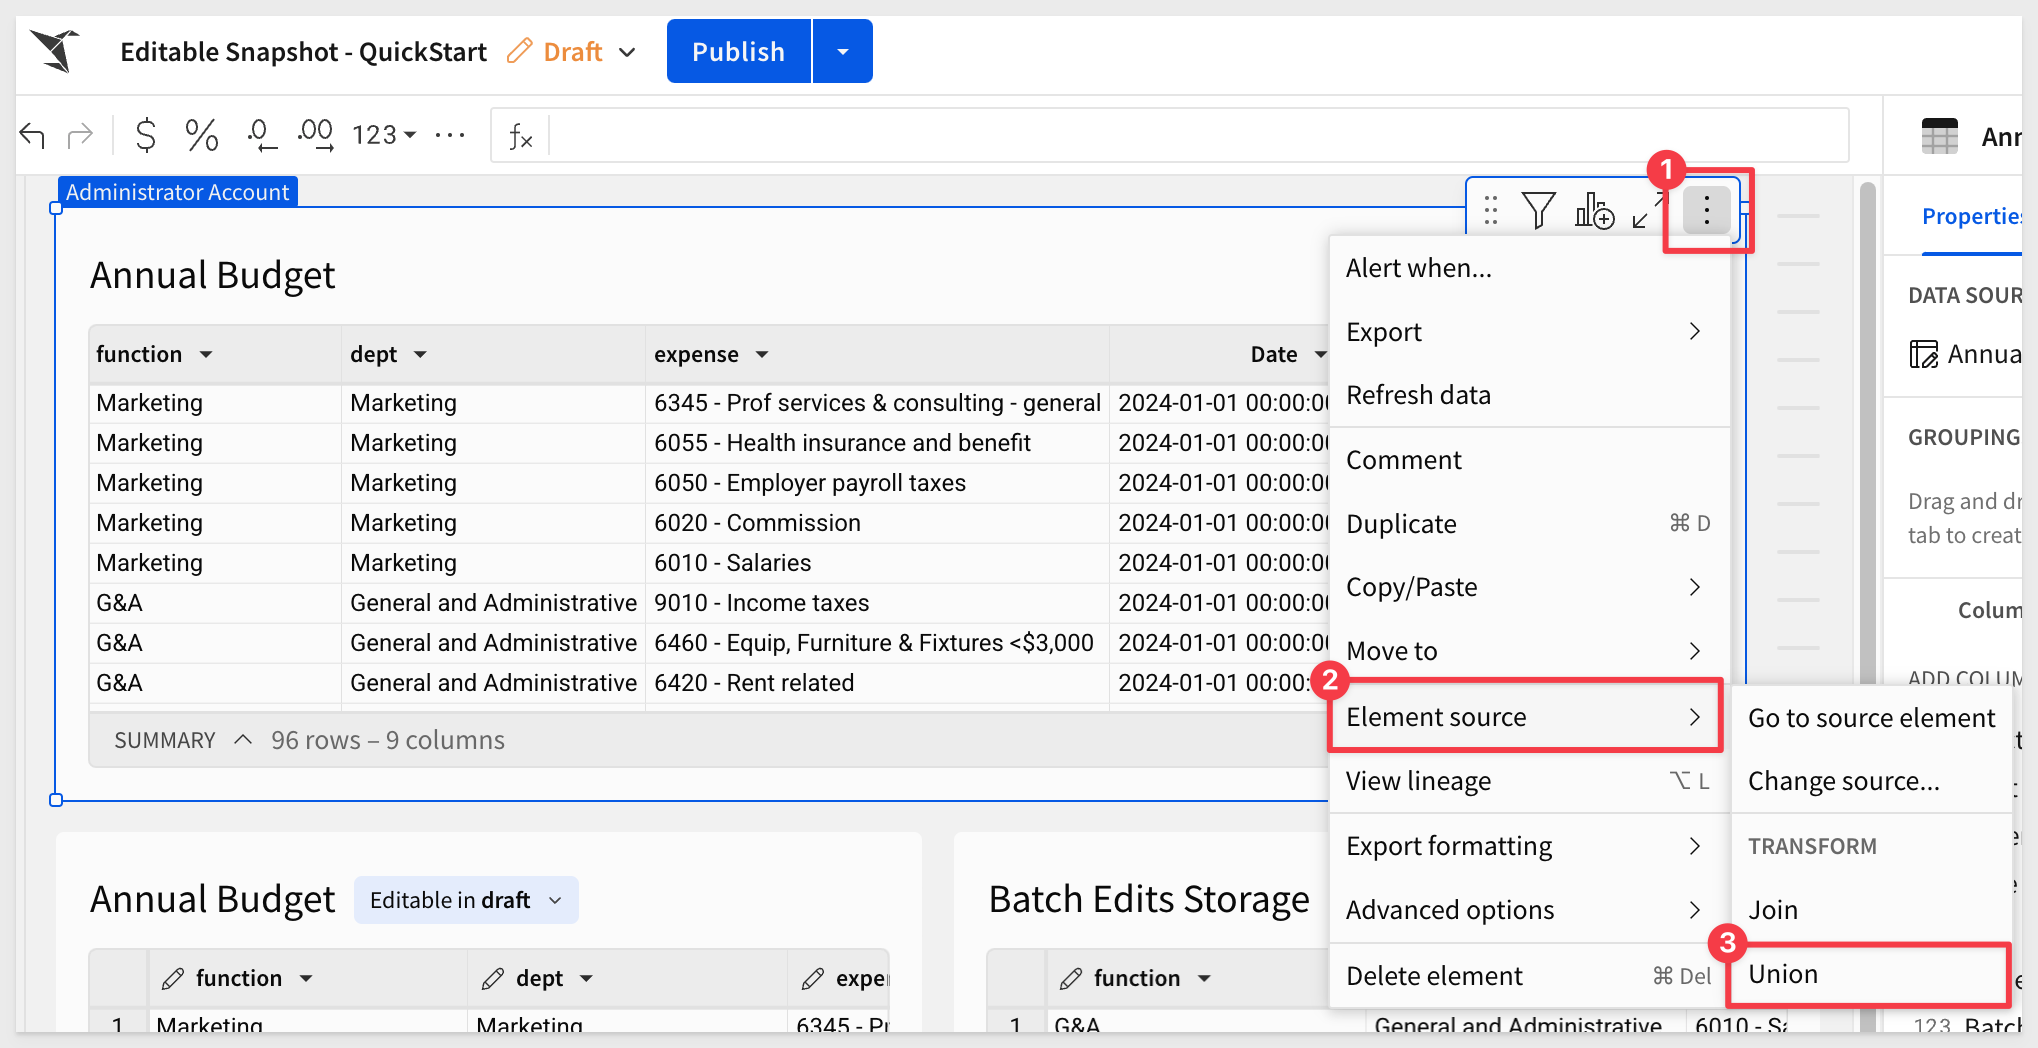 Editable Snapshot - QuickStart Draft Publish
$ % .0 .00 123 ... fx
Administrator Account
1
Annual Budget
function dept expense Date
Marketing Marketing 6345 - Prof services & consulting - general 2024-01-01 00:00:00
Marketing Marketing 6055 - Health insurance and benefit 2024-01-01 00:00:00
Marketing Marketing 6050 - Employer payroll taxes 2024-01-01 00:00:00
Marketing Marketing 6020 - Commission 2024-01-01 00:00:00
Marketing Marketing 6010 - Salaries 2024-01-01 00:00:00
G&A General and Administrative 9010 - Income taxes 2024-01-01 00:00:00
G&A General and Administrative 6460 - Equip, Furniture & Fixtures <$3,000 2024-01-01 00:00:00
G&A General and Administrative 6420 - Rent related 2024-01-01 00:00:
SUMMARY 96 rows – 9 columns
Alert when...
Export
Refresh data
Comment
Duplicate ⌘ D
Copy/Paste
Move to
2
Element source
View lineage ⌥ L
Export formatting
Advanced options
Delete element ⌘ Del
Go to source element
Change source...
TRANSFORM
Join
3
Union
Ann
Properties
DATA SOUR
Annua
GROUPING
Drag and dr
tab to creat
Colum
ADD COLUM
123 Batch
Annual Budget Editable in draft
function dept expe
1 Marketing Marketing 6345 - Pr
Batch Edits Storage
function
1 G&A General and Administrative 6010 - Sa